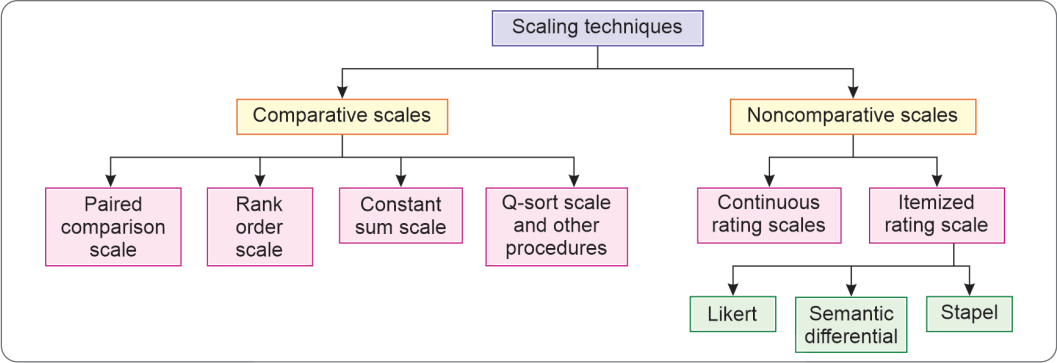 Scaling techniques
Comparative scales
Noncomparative scales
Paired
comparison
scale
Rank
order
scale
Constant
sum scale
Q-sort scale
and other
procedures
Continuous
rating scales
Itemized
rating scale
Likert
Semantic
differential
Stapel